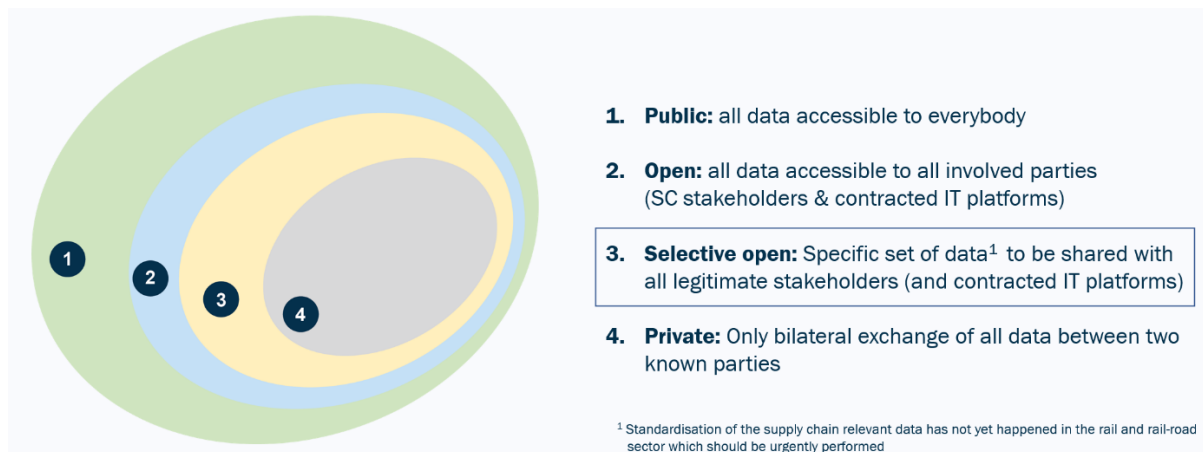 1
2
3
4
1. Public: all data accessible to everybody
2. Open: all data accessible to all involved parties
(SC stakeholders & contracted IT platforms)
3. Selective open: Specific set of data¹ to be shared with
all legitimate stakeholders (and contracted IT platforms)
4. Private: Only bilateral exchange of all data between two
known parties
¹ Standardisation of the supply chain relevant data has not yet happened in the rail and rail-road
sector which should be urgently performed